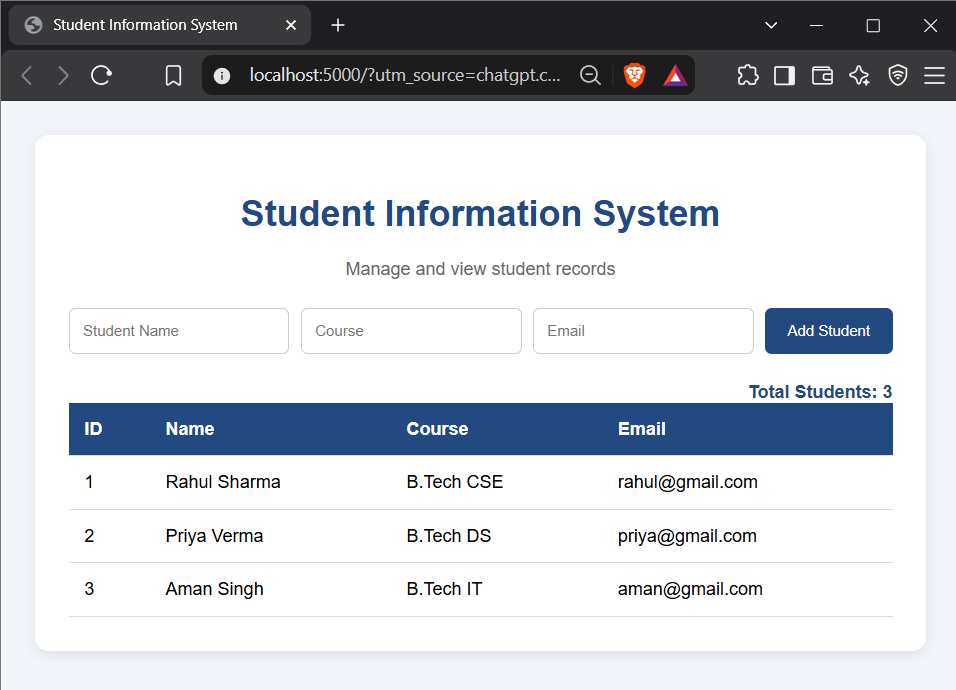 Student Information System
localhost:5000/?utm_source=chatgpt.c...
Student Information System
Manage and view student records
Student Name Course Email Add Student
Total Students: 3
ID Name Course Email
1 Rahul Sharma B.Tech CSE rahul@gmail.com
2 Priya Verma B.Tech DS priya@gmail.com
3 Aman Singh B.Tech IT aman@gmail.com